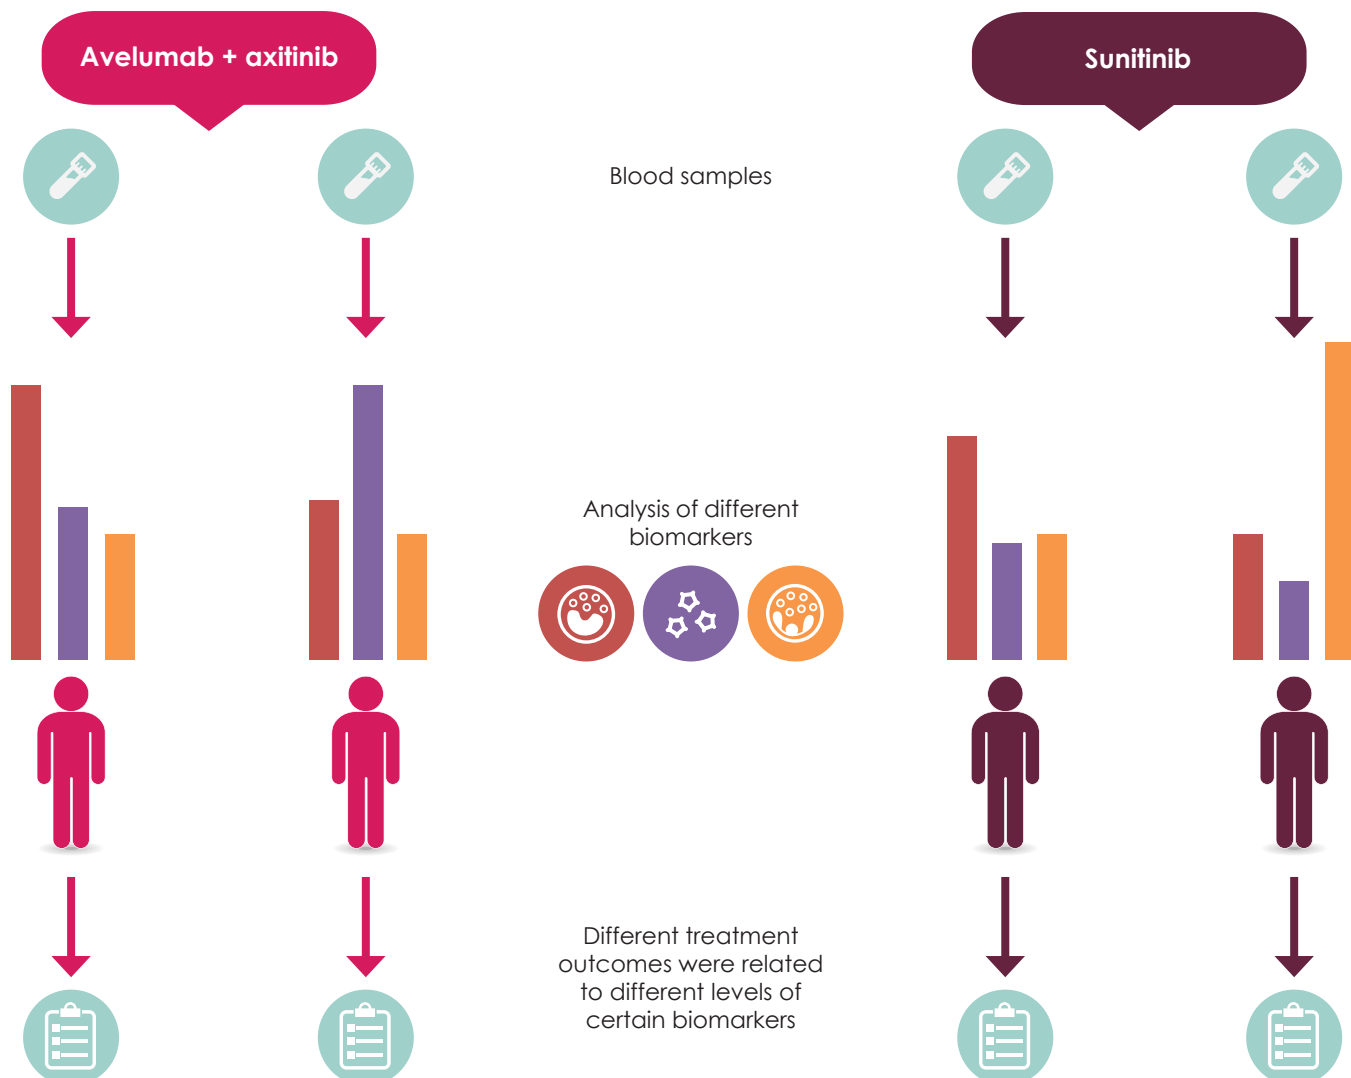 Avelumab + axitinib
Sunitinib
Blood samples
Analysis of different
biomarkers
Different treatment
outcomes were related
to different levels of
certain biomarkers